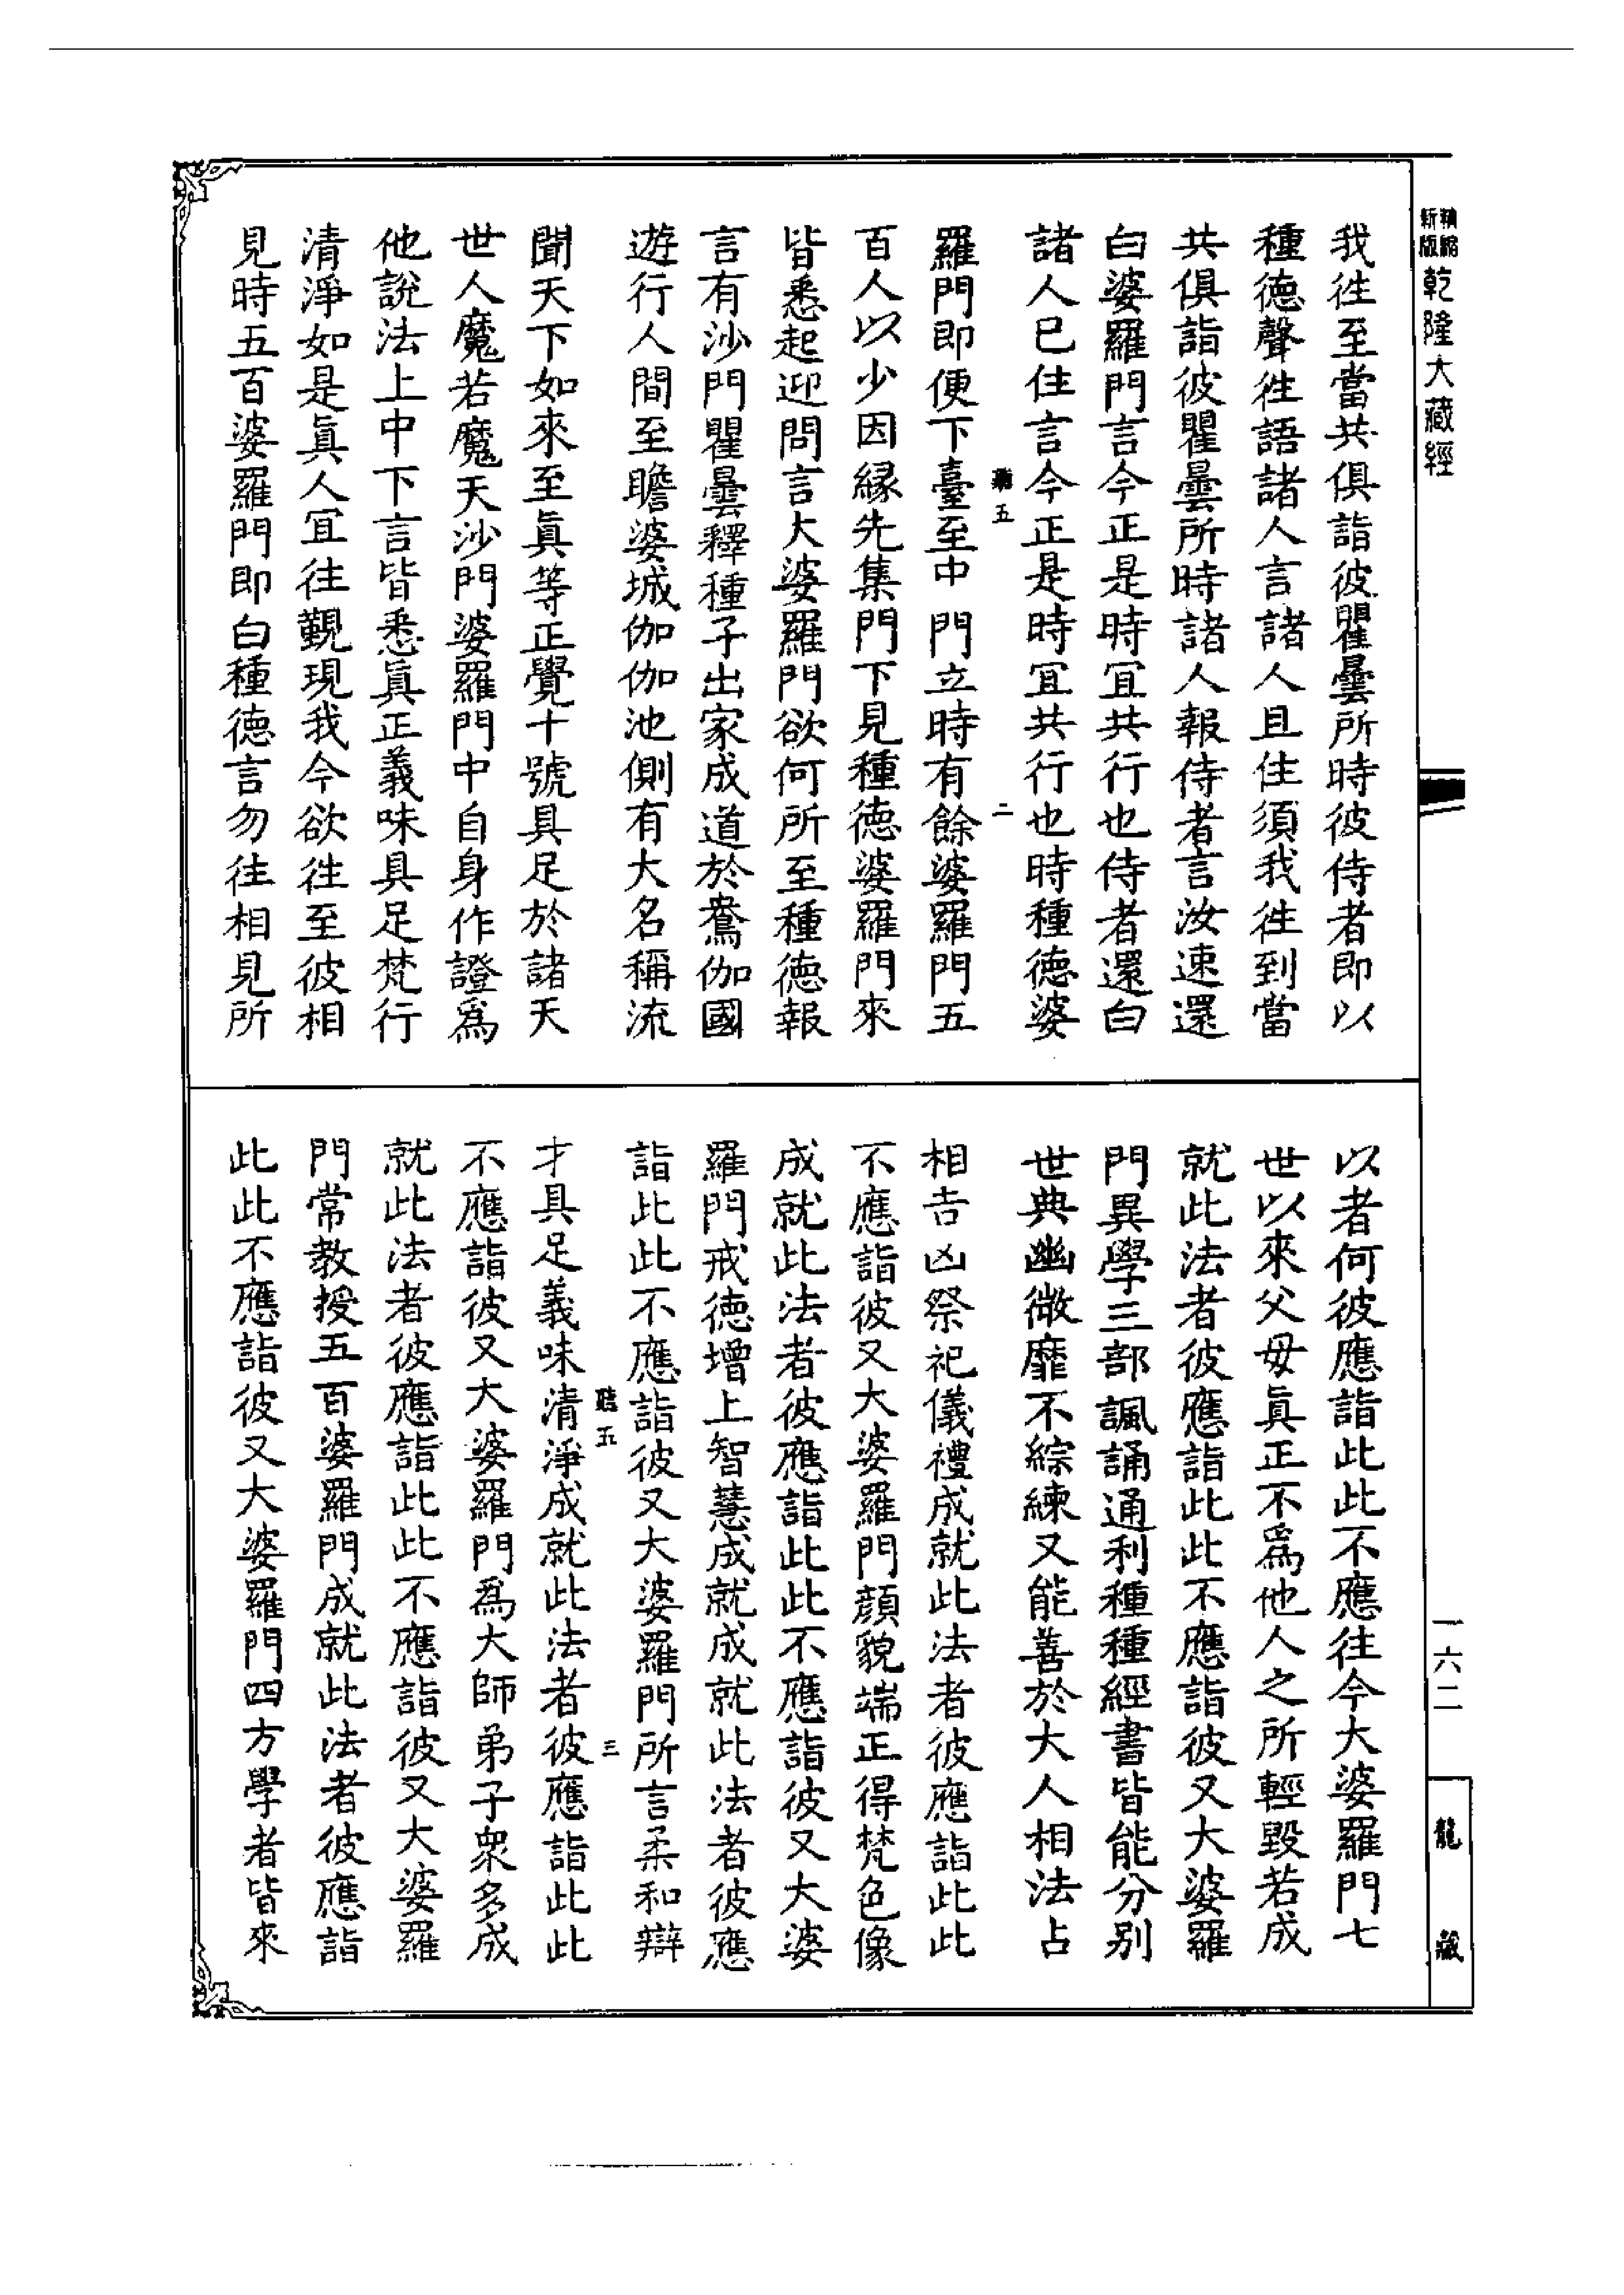 新版精縮乾隆大藏經
我往至當共俱詣彼瞿曇所時彼侍者即以
種德聲往語諸人言諸人且住須我往到當
共俱詣彼瞿曇所時諸人報侍者言汝速還
白婆羅門言今正是時宜共行也侍者還白
諸人已住言今正是時宜共行也時種德婆
聽五 二
羅門即便下臺至中門立時有餘婆羅門五
百人以少因緣先集門下見種德婆羅門來
皆悉起迎問言大婆羅門欲何所至種德報
言有沙門瞿曇釋種子出家成道於鴦伽國
遊行人間至瞻婆城伽伽池側有大名稱流
聞天下如來至眞等正覺十號具足於諸天
世人魔若魔天沙門婆羅門中自身作證爲
他說法上中下言皆悉眞正義味具足梵行
清淨如是眞人宜往觀現我今欲往至彼相
見時五百婆羅門即白種德言勿往相見所
以者何彼應詣此此不應往今大婆羅門七
世以來父母眞正不爲他人之所輕毀若成
就此法者彼應詣此此不應詣彼又大婆羅
門異學三部諷誦通利種種經書皆能分別
世典幽微靡不綜練又能善於大人相法占
相吉凶祭祀儀禮成就此法者彼應詣此此
不應詣彼又大婆羅門顏貌端正得梵色像
成就此法者彼應詣此此不應詣彼又大婆
羅門戒德增上智慧成就成就此法者彼應
詣此此不應詣彼又大婆羅門所言柔和辯
聽五 三
才具足義味清淨成就此法者彼應詣此此
不應詣彼又大婆羅門爲大師弟子衆多成
就此法者彼應詣此此不應詣彼又大婆羅
門常教授五百婆羅門成就此法者彼應詣
此此不應詣彼又大婆羅門四方學者皆來
一六二
龍藏